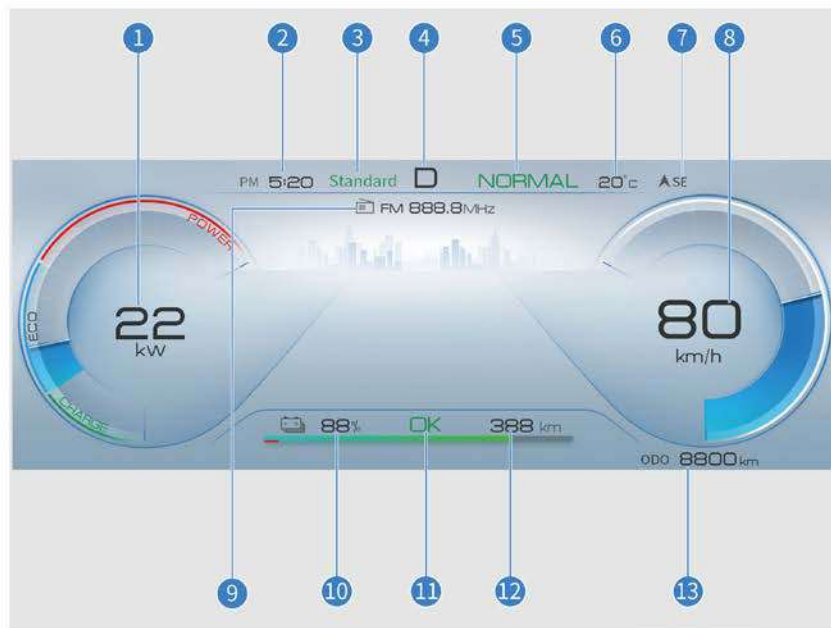 1 2 3 4 5 6 7 8
PM 5:20 Standard D NORMAL 20°c SE
FM 888.8MHz
POWER
ECO
CHARGE
22
kW
80
km/h
88% OK 388 km
ODO 8800km
9 10 11 12 13